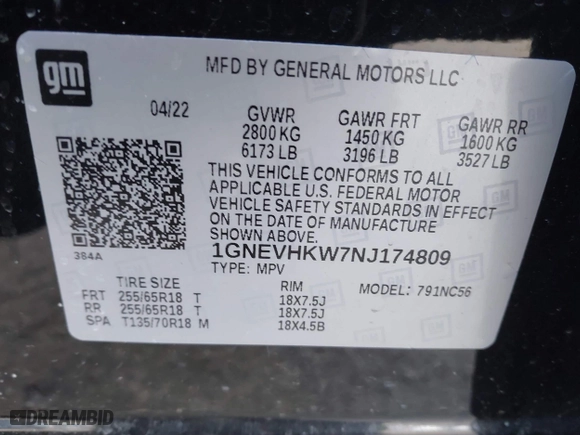 gm
MFD BY GENERAL MOTORS LLC
04/22 GVWR GAWR FRT GAWR RR
2800 KG 1450 KG 1600 KG
6173 LB 3196 LB 3527 LB
THIS VEHICLE CONFORMS TO ALL
APPLICABLE U.S. FEDERAL MOTOR
VEHICLE SAFETY STANDARDS IN EFFECT
ON THE DATE OF MANUFACTURE
SHOWN ABOVE.
384A
1GNEVHKW7NJ174809
TYPE: MPV
TIRE SIZE RIM MODEL: 791NC56
FRT 255/65R18 T 18X7.5J
RR 255/65R18 T 18X7.5J
SPA T135/70R18 M 18X4.5B
DREAMBID